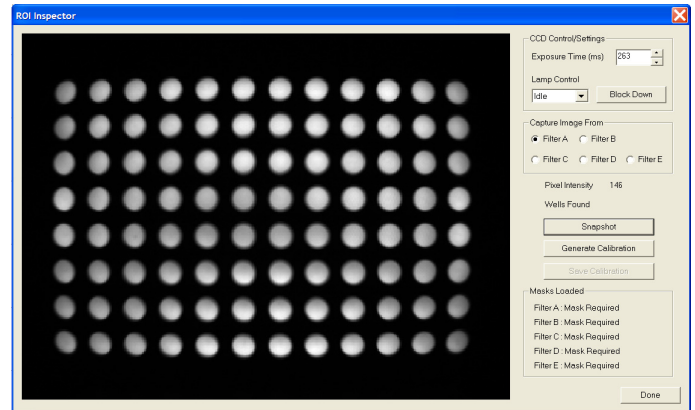 ROI Inspector
CCD Control/Settings
Exposure Time (ms) 263
Lamp Control
Idle Block Down
Capture Image From
Filter A Filter B
Filter C Filter D Filter E
Pixel Intensity 146
Wells Found
Snapshot
Generate Calibration
Save Calibration
Masks Loaded
Filter A : Mask Required
Filter B : Mask Required
Filter C : Mask Required
Filter D : Mask Required
Filter E : Mask Required
Done